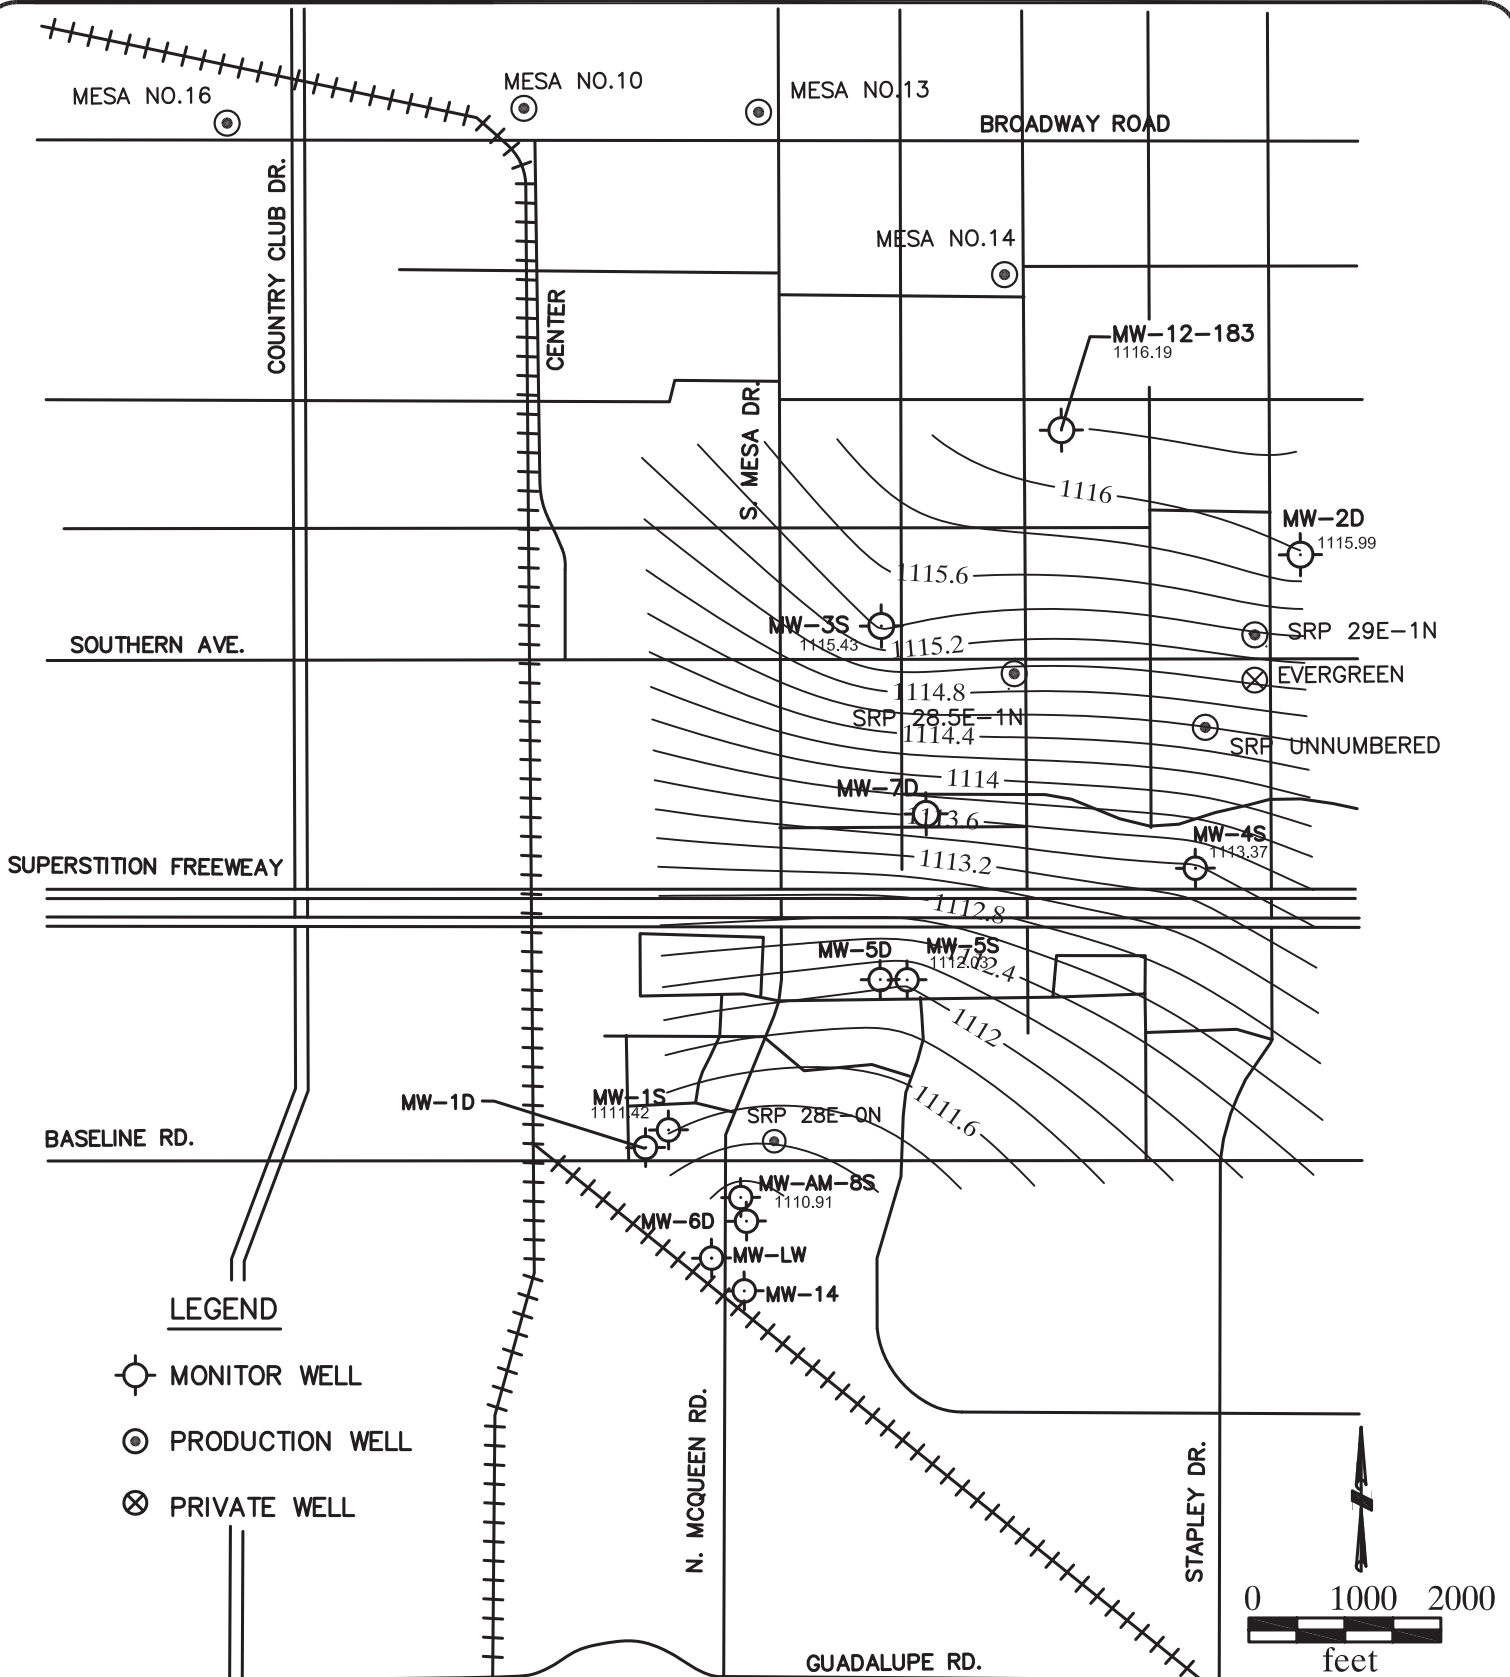 MESA NO.16
MESA NO.10
MESA NO.13
BROADWAY ROAD
COUNTRY CLUB DR.
MESA NO.14
CENTER
MW-12-183
1116.19
S. MESA DR.
1116
MW-2D
1115.99
1115.6
MW-3S
1115.43
SRP 29E-1N
SOUTHERN AVE.
1115.2
EVERGREEN
1114.8
SRP 28.5E-1N
1114.4
SRP UNNUMBERED
1114
MW-7D
1113.6
MW-4S
1113.37
SUPERSTITION FREEWEAY
1113.2
1112.8
MW-5D
MW-5S
1112.03
1112.4
1112
MW-1D
MW-1S
1111.42
1111.6
SRP 28E-0N
BASELINE RD.
MW-AM-8S
1110.91
MW-6D
MW-LW
MW-14
LEGEND
MONITOR WELL
PRODUCTION WELL
PRIVATE WELL
N. MCQUEEN RD.
STAPLEY DR.
0 1000 2000
feet
GUADALUPE RD.